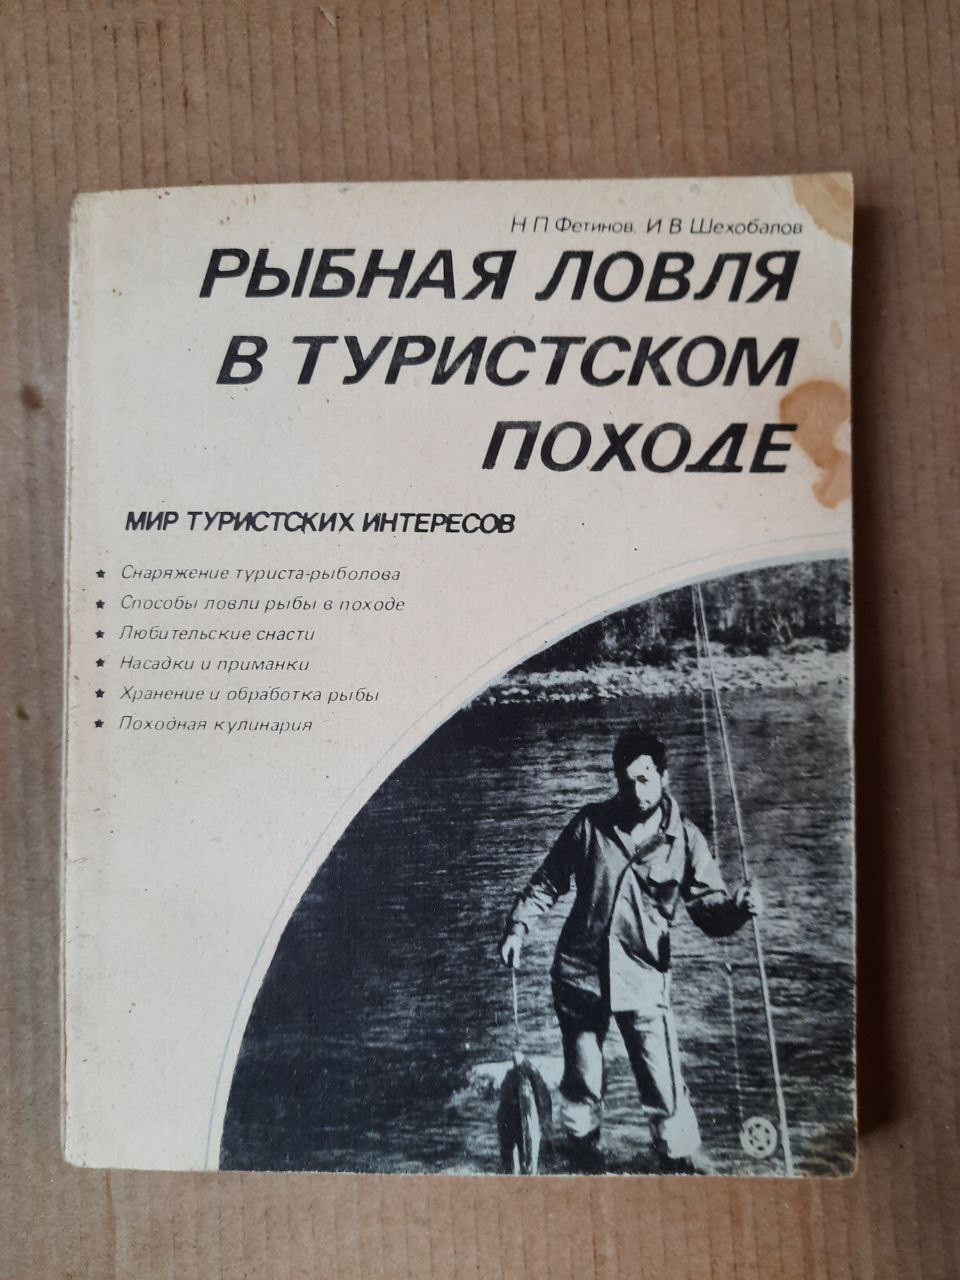 Н П Фетинов. И В Шехобалов
РЫБНАЯ ЛОВЛЯ
В ТУРИСТСКОМ
ПОХОДЕ
МИР ТУРИСТСКИХ ИНТЕРЕСОВ
★ Снаряжение туриста-рыболова
★ Способы ловли рыбы в походе
★ Любительские снасти
★ Насадки и приманки
★ Хранение и обработка рыбы
★ Походная кулинария